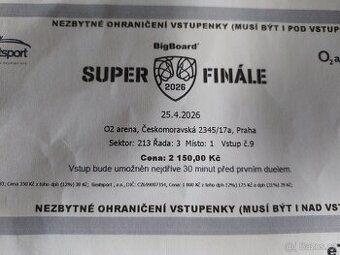 NEZBYTNÉ OHRANIČENÍ VSTUPENKY (MUSÍ BÝT I POD VSTUP
tsport
BigBoard
O2 a
SUPER FINÁLE
2026
25.4.2026
O2 arena, Českomoravská 2345/17a, Praha
Sektor: 213 Řada: 3 Místo: 1 Vstup č.9
Cena: 2 150,00 Kč
Vstup bude umožněn nejdříve 30 minut před prvním duelem.
NEZBYTNÉ OHRANIČENÍ VSTUPENKY (MUSÍ BÝT I NAD VST